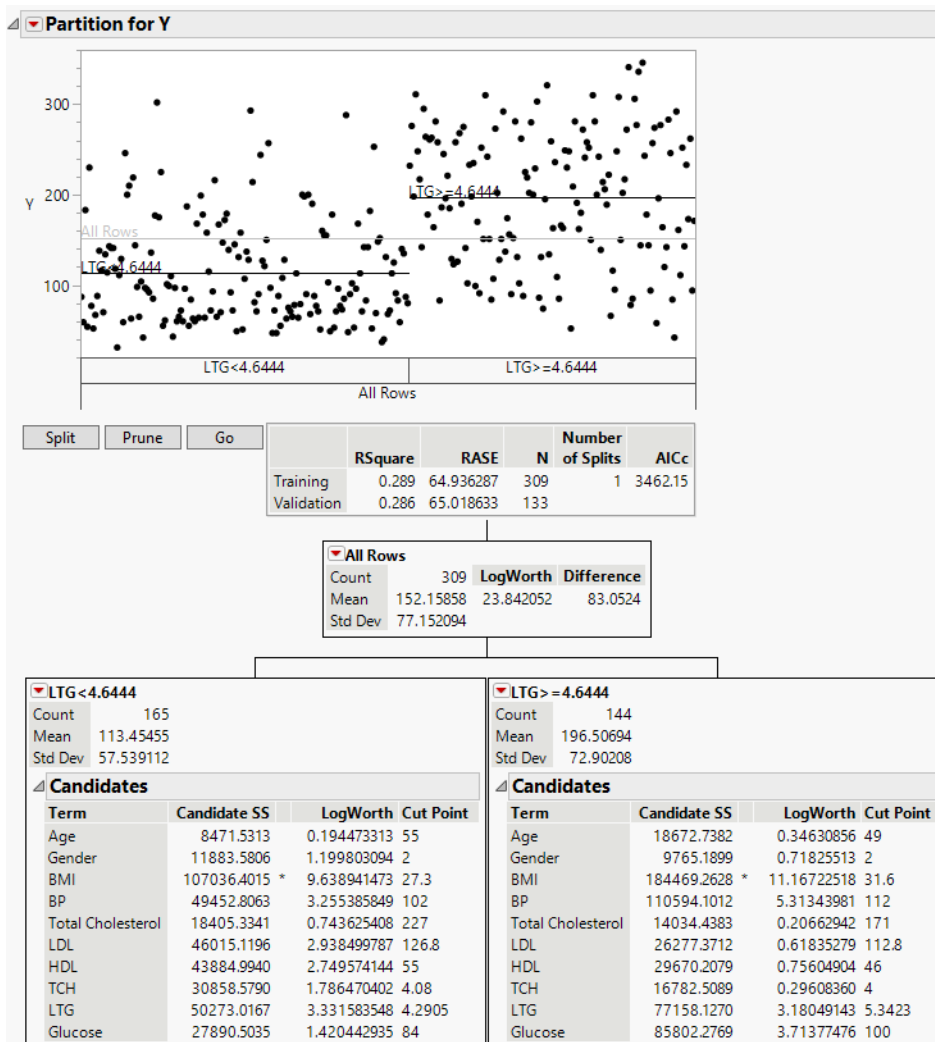 Partition for Y
300
200
100
Y
All Rows
LTG<4.6444
LTG>=4.6444
LTG<4.6444 LTG>=4.6444
All Rows
Split Prune Go
RSquare RASE N Number of Splits AICc
Training 0.289 64.936287 309 1 3462.15
Validation 0.286 65.018633 133
All Rows
Count 309 LogWorth Difference
Mean 152.15858 23.842052 83.0524
Std Dev 77.152094
LTG<4.6444
Count 165
Mean 113.45455
Std Dev 57.539112
Candidates
Term Candidate SS LogWorth Cut Point
Age 8471.5313 0.194473313 55
Gender 11883.5806 1.199803094 2
BMI 107036.4015 * 9.638941473 27.3
BP 49452.8063 3.255385849 102
Total Cholesterol 18405.3341 0.743625408 227
LDL 46015.1196 2.938499787 126.8
HDL 43884.9940 2.749574144 55
TCH 30858.5790 1.786470402 4.08
LTG 50273.0167 3.331583548 4.2905
Glucose 27890.5035 1.420442935 84
LTG>=4.6444
Count 144
Mean 196.50694
Std Dev 72.90208
Candidates
Term Candidate SS LogWorth Cut Point
Age 18672.7382 0.34630856 49
Gender 9765.1899 0.71825513 2
BMI 184469.2628 * 11.16722518 31.6
BP 110594.1012 5.31343981 112
Total Cholesterol 14034.4383 0.20662942 171
LDL 26277.3712 0.61835279 112.8
HDL 29670.2079 0.75604904 46
TCH 16782.5089 0.29608360 4
LTG 77158.1270 3.18049143 5.3423
Glucose 85802.2769 3.71377476 100